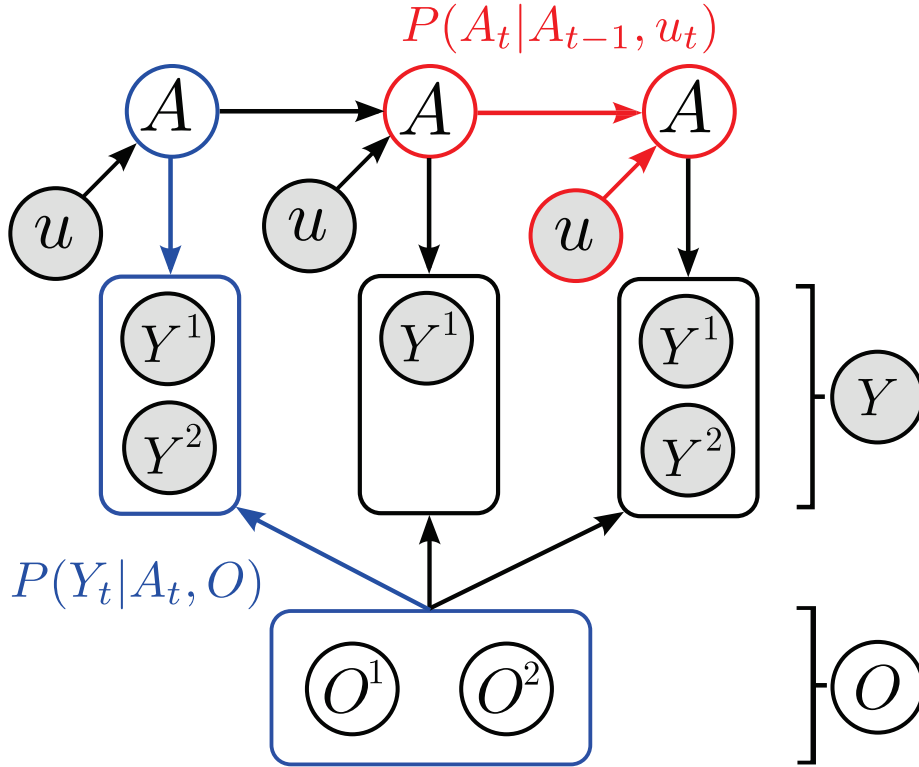 P(A_t|A_{t−1}, u_t)
A A A
u u u
Y^1 Y^1 Y^1
Y^2 Y^2
Y
P(Y_t|A_t, O)
O^1 O^2
O